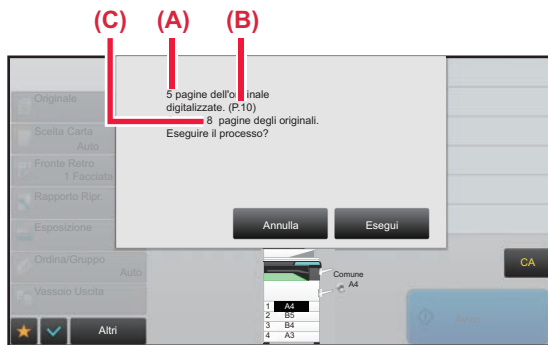 (C) (A) (B)
5 pagine dell'originale
digitalizzate. (P.10)
8 pagine degli originali.
Eseguire il processo?
Annulla Esegui
Originale
Scelta Carta
Auto
Fronte Retro
1 Facciata
Rapporto Ripr.
Esposizione
Ordina/Gruppo
Auto
Vassoio Uscita
Altri
Comune
A4
1 A4
2 B5
3 B4
4 A3
CA